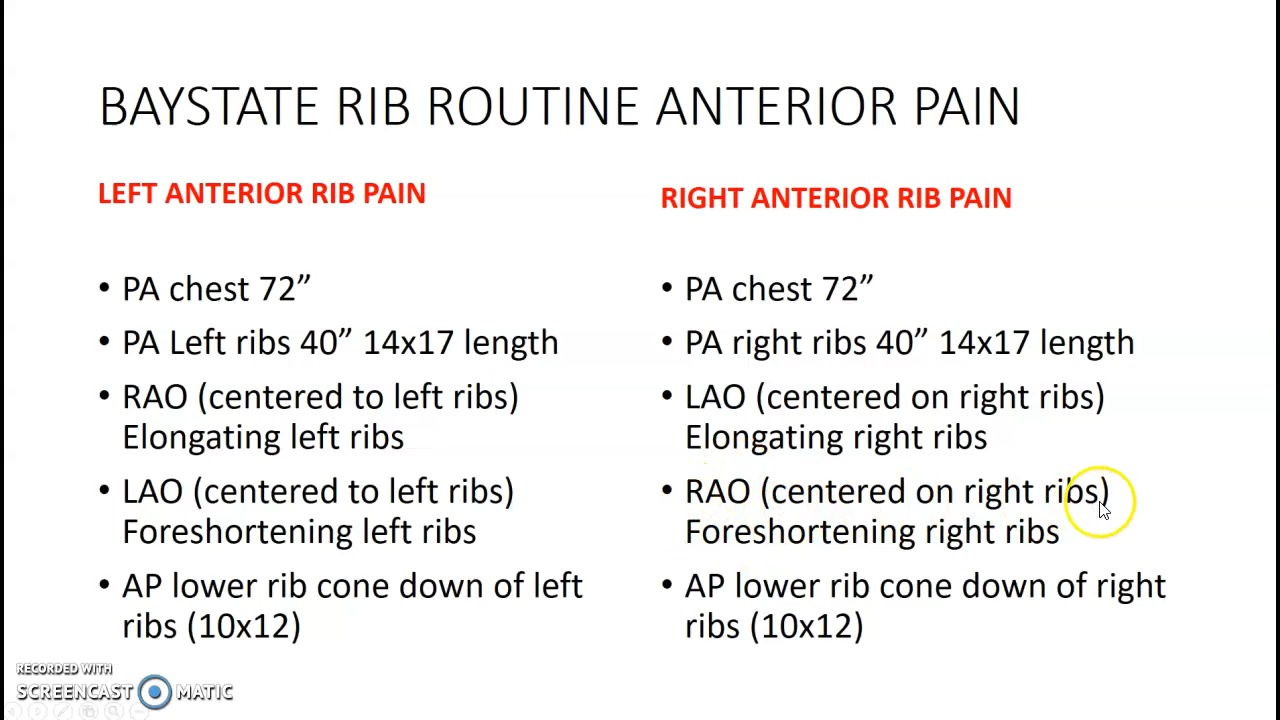 BAYSTATE RIB ROUTINE ANTERIOR PAIN
LEFT ANTERIOR RIB PAIN
• PA chest 72”
• PA Left ribs 40” 14x17 length
• RAO (centered to left ribs)
Elongating left ribs
• LAO (centered to left ribs)
Foreshortening left ribs
• AP lower rib cone down of left
ribs (10x12)
RIGHT ANTERIOR RIB PAIN
• PA chest 72”
• PA right ribs 40” 14x17 length
• LAO (centered on right ribs)
Elongating right ribs
• RAO (centered on right ribs)
Foreshortening right ribs
• AP lower rib cone down of right
ribs (10x12)
RECORDED WITH
SCREENCAST MATIC